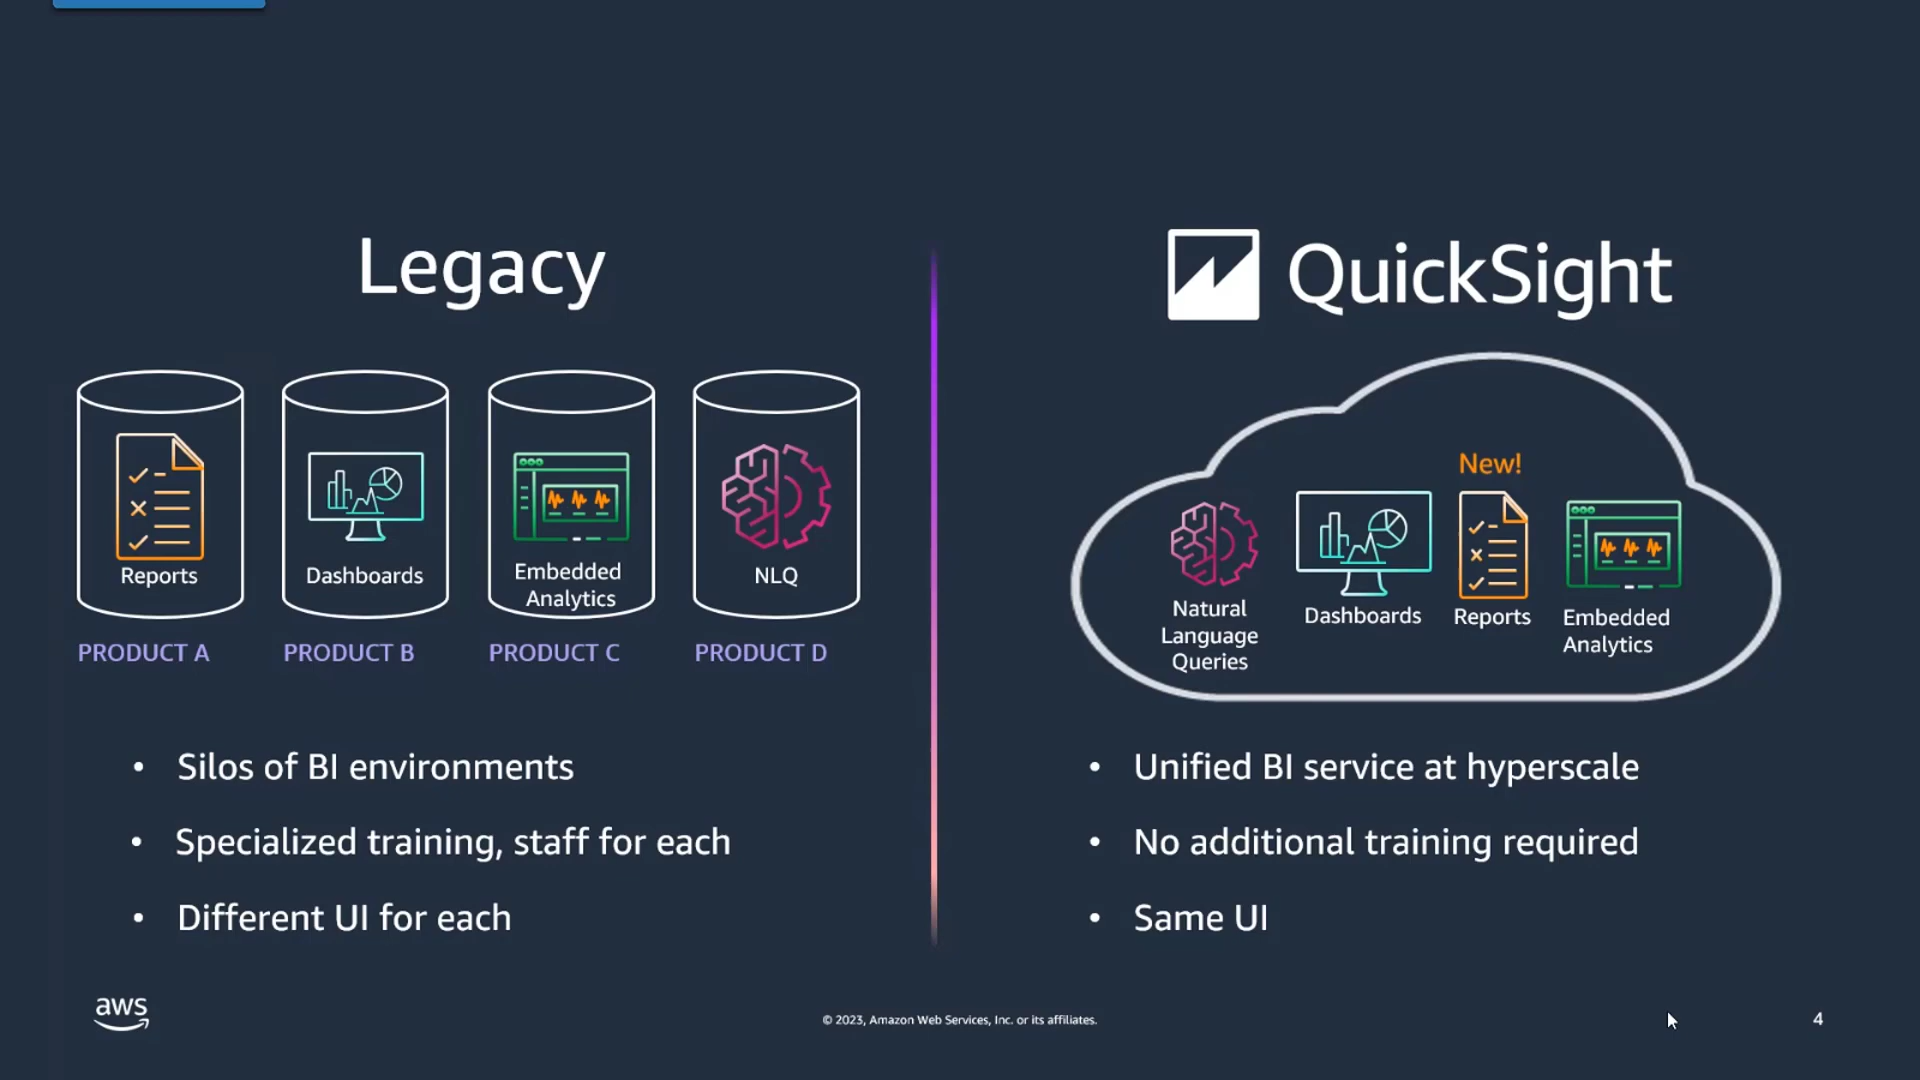 Legacy
Reports
Dashboards
Embedded
Analytics
NLQ
PRODUCT A
PRODUCT B
PRODUCT C
PRODUCT D
• Silos of BI environments
• Specialized training, staff for each
• Different UI for each
QuickSight
New!
Natural
Language
Queries
Dashboards
Reports
Embedded
Analytics
• Unified BI service at hyperscale
• No additional training required
• Same UI
aws
© 2023, Amazon Web Services, Inc. or its affiliates.
4